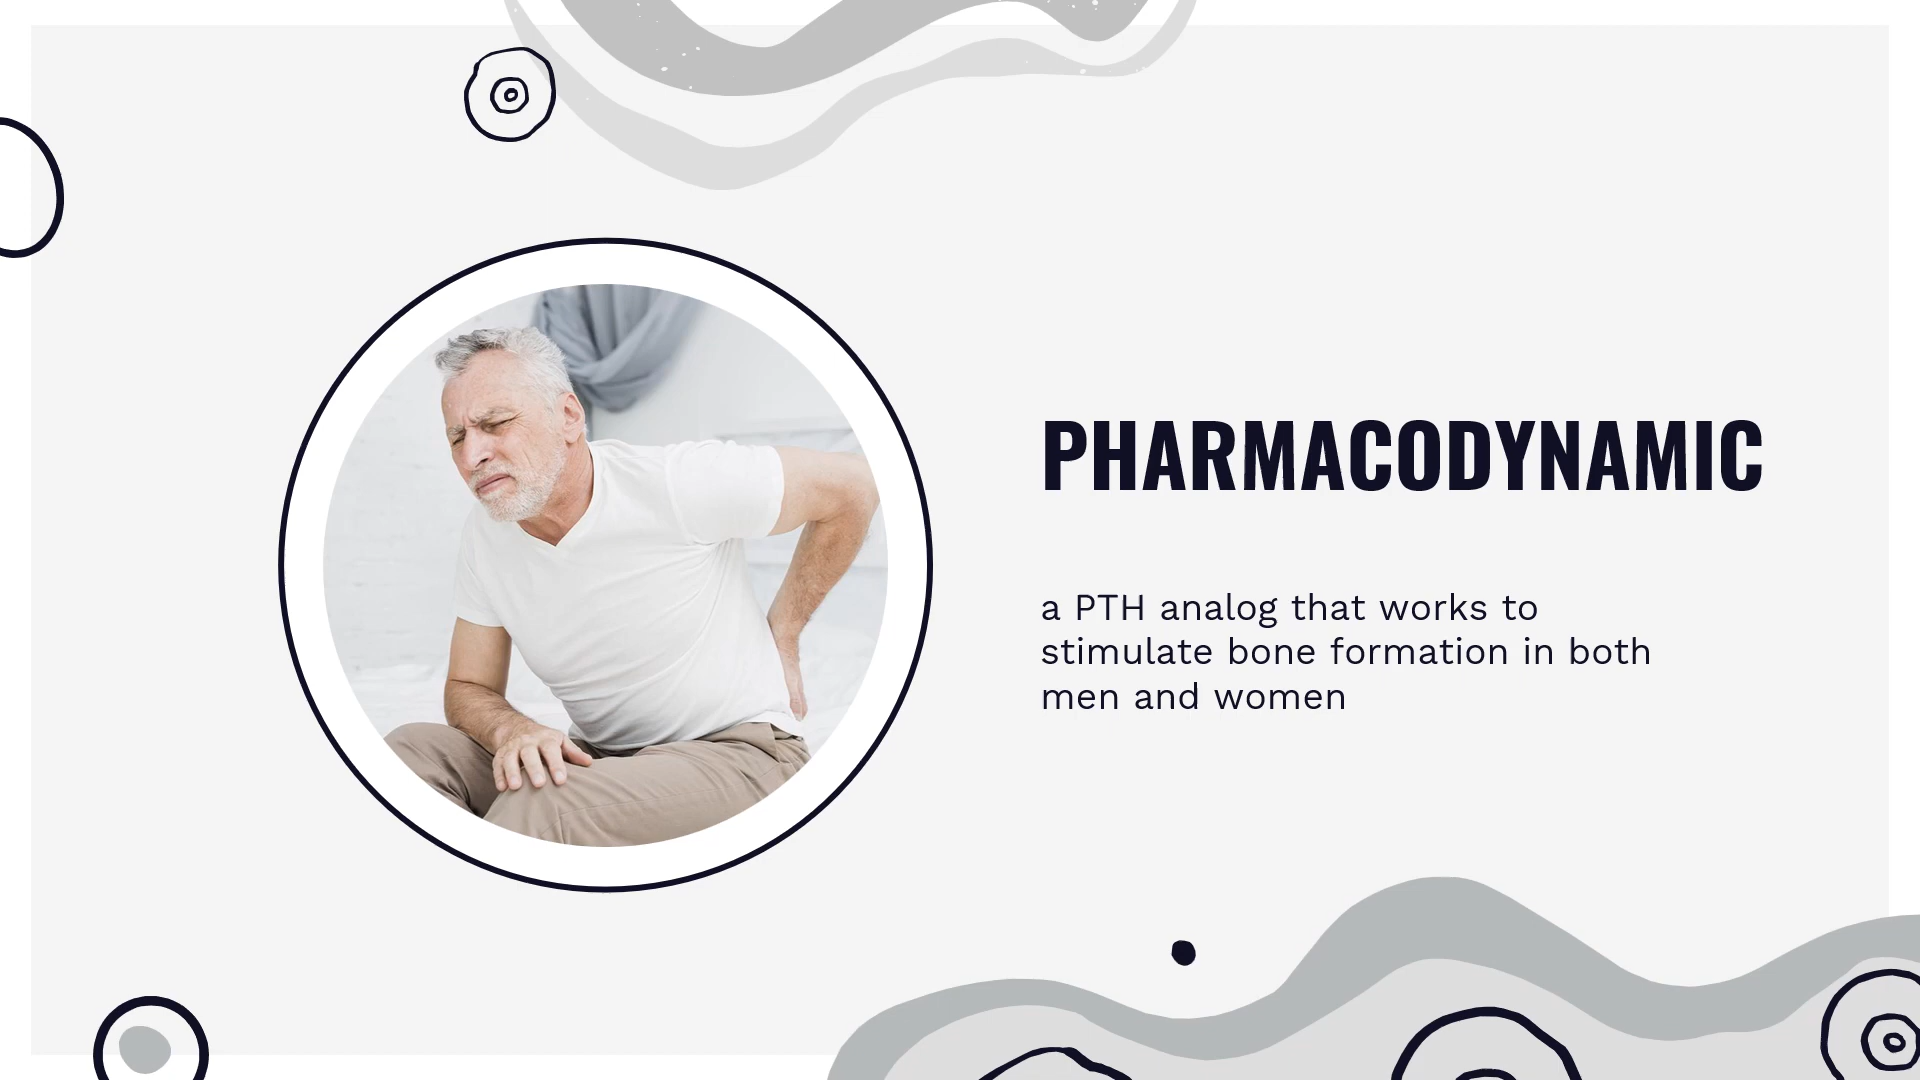 PHARMACODYNAMIC
a PTH analog that works to
stimulate bone formation in both
men and women